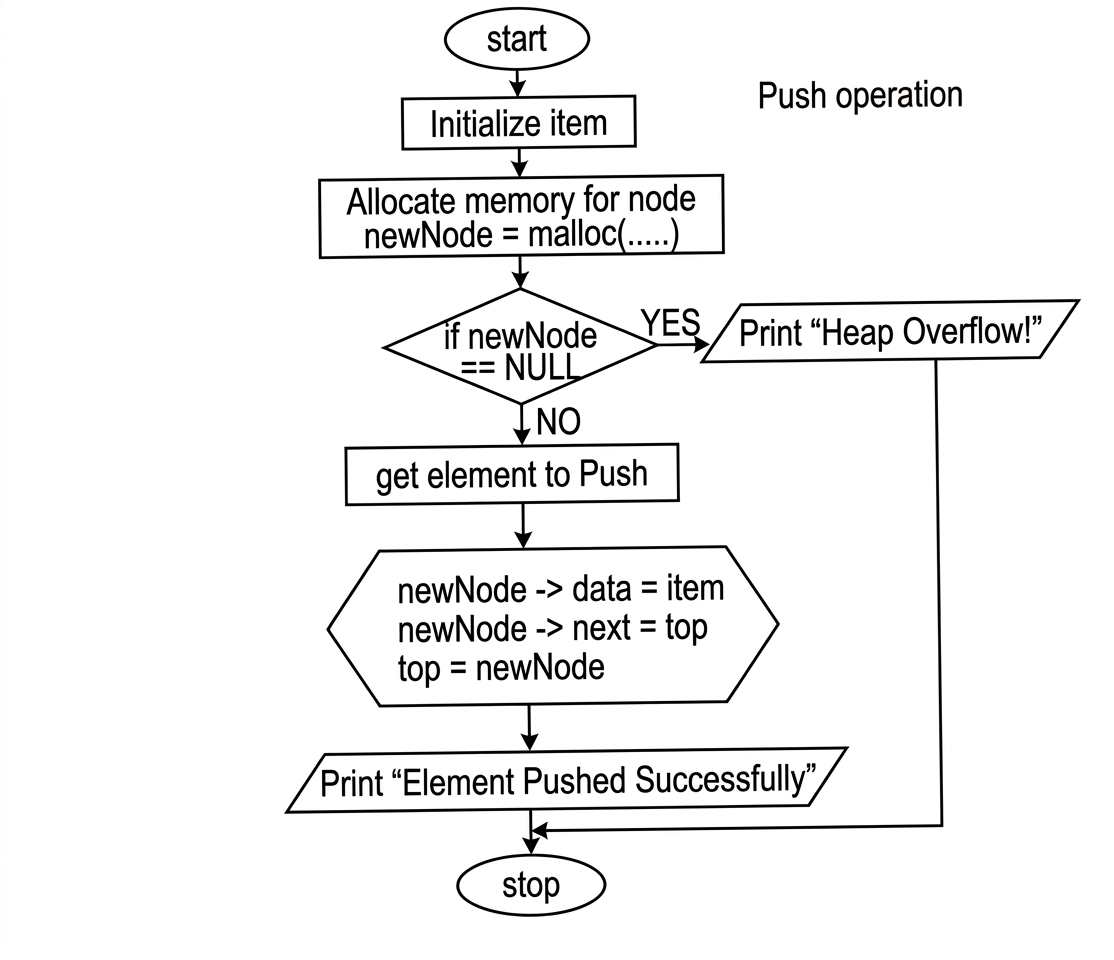 start
Push operation
Initialize item
Allocate memory for node
newNode = malloc(.....)
if newNode
== NULL
YES
Print “Heap Overflow!”
NO
get element to Push
newNode -> data = item
newNode -> next = top
top = newNode
Print “Element Pushed Successfully”
stop